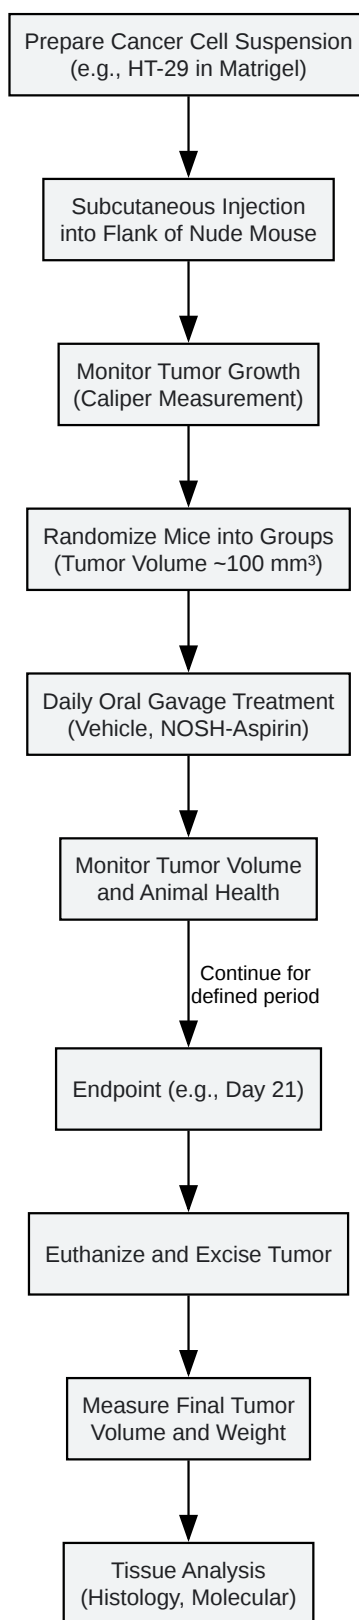 Prepare Cancer Cell Suspension
(e.g., HT-29 in Matrigel)
Subcutaneous Injection
into Flank of Nude Mouse
Monitor Tumor Growth
(Caliper Measurement)
Randomize Mice into Groups
(Tumor Volume ~100 mm³)
Daily Oral Gavage Treatment
(Vehicle, NOSH-Aspirin)
Monitor Tumor Volume
and Animal Health
Continue for
defined period
Endpoint (e.g., Day 21)
Euthanize and Excise Tumor
Measure Final Tumor
Volume and Weight
Tissue Analysis
(Histology, Molecular)